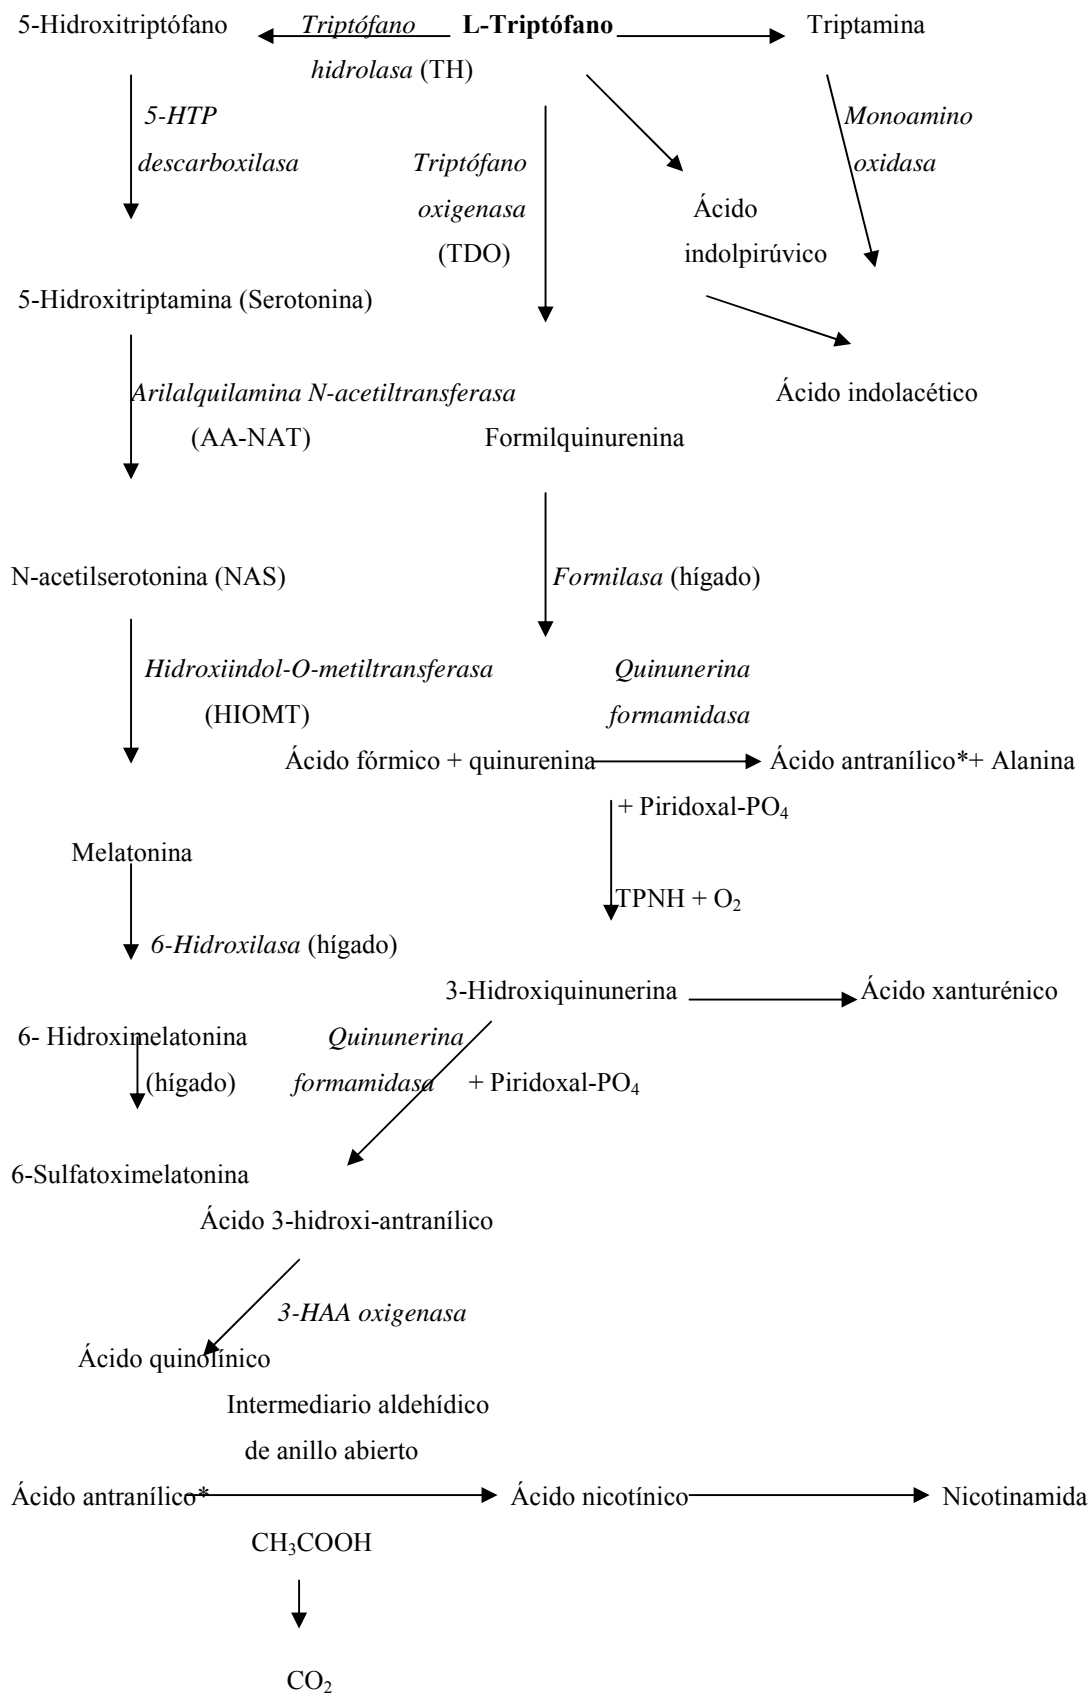 5-Hidroxitriptófano Triptófano L-Triptófano Triptamina
hidrolasa (TH)
5-HTP Monoamino
descarboxilasa Triptófano oxidasa
oxigenasa Ácido
(TDO) indolpirúvico
5-Hidroxitriptamina (Serotonina)
Arilalquilamina N-acetiltransferasa Ácido indolacético
(AA-NAT) Formilquinurenina
N-acetilserotonina (NAS) Formilasa (hígado)
Hidroxiindol-O-metiltransferasa Quinunerina
(HIOMT) formamidasa
Ácido fórmico + quinurenina Ácido antranílico*+ Alanina
+ Piridoxal-PO₄
Melatonina
TPNH + O₂
6-Hidroxilasa (hígado)
3-Hidroxiquinunerina Ácido xanturénico
6- Hidroximelatonina Quinunerina
(hígado) formamidasa + Piridoxal-PO₄
6-Sulfatoximelatonina
Ácido 3-hidroxi-antranílico
3-HAA oxigenasa
Ácido quinolínico
Intermediario aldehídico
de anillo abierto
Ácido antranílico* Ácido nicotínico Nicotinamida
CH₃COOH
CO₂